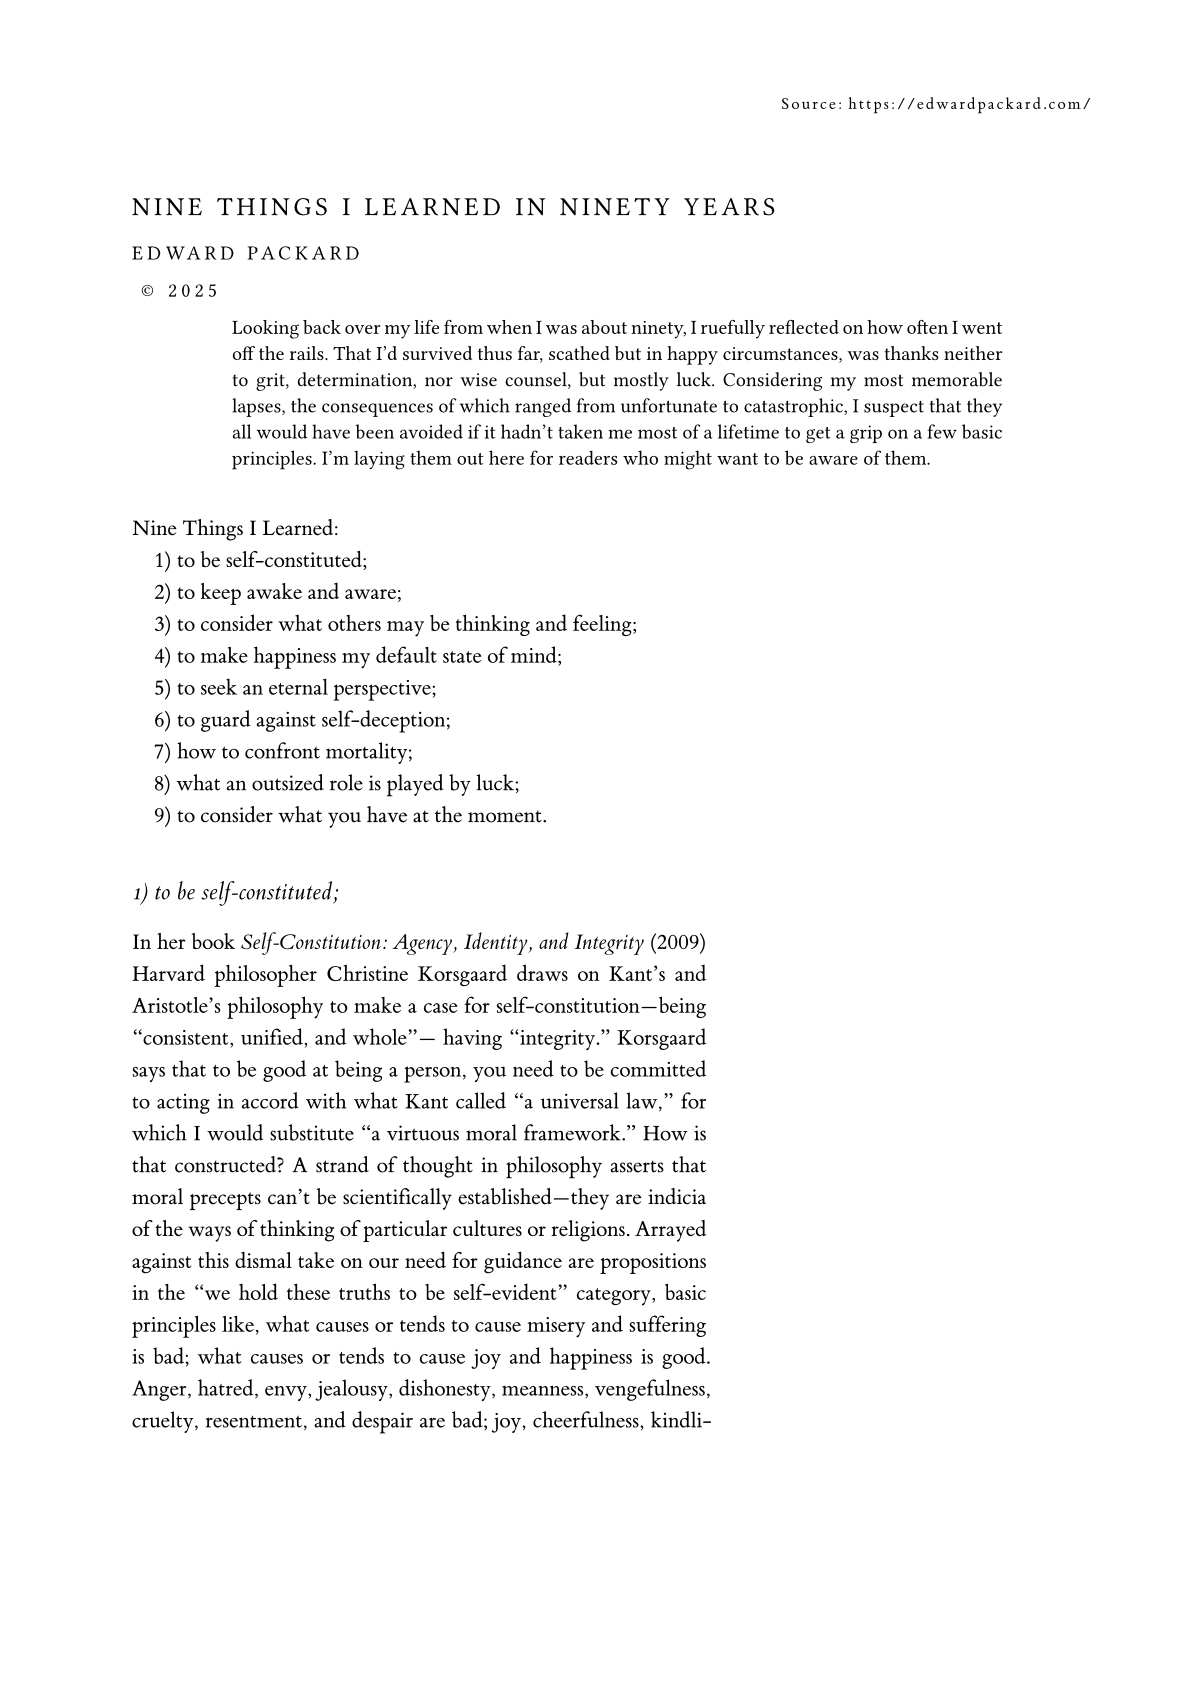 Source: https://edwardpackard.com/
NINE THINGS I LEARNED IN NINETY YEARS
EDWARD PACKARD
© 2025
Looking back over my life from when I was about ninety, I ruefully reflected on how often I went
off the rails. That I’d survived thus far, scathed but in happy circumstances, was thanks neither
to grit, determination, nor wise counsel, but mostly luck. Considering my most memorable
lapses, the consequences of which ranged from unfortunate to catastrophic, I suspect that they
all would have been avoided if it hadn’t taken me most of a lifetime to get a grip on a few basic
principles. I’m laying them out here for readers who might want to be aware of them.
Nine Things I Learned:
1) to be self-constituted;
2) to keep awake and aware;
3) to consider what others may be thinking and feeling;
4) to make happiness my default state of mind;
5) to seek an eternal perspective;
6) to guard against self-deception;
7) how to confront mortality;
8) what an outsized role is played by luck;
9) to consider what you have at the moment.
1) to be self-constituted;
In her book Self-Constitution: Agency, Identity, and Integrity (2009)
Harvard philosopher Christine Korsgaard draws on Kant’s and
Aristotle’s philosophy to make a case for self-constitution—being
“consistent, unified, and whole”— having “integrity.” Korsgaard
says that to be good at being a person, you need to be committed
to acting in accord with what Kant called “a universal law,” for
which I would substitute “a virtuous moral framework.” How is
that constructed? A strand of thought in philosophy asserts that
moral precepts can’t be scientifically established—they are indicia
of the ways of thinking of particular cultures or religions. Arrayed
against this dismal take on our need for guidance are propositions
in the “we hold these truths to be self-evident” category, basic
principles like, what causes or tends to cause misery and suffering
is bad; what causes or tends to cause joy and happiness is good.
Anger, hatred, envy, jealousy, dishonesty, meanness, vengefulness,
cruelty, resentment, and despair are bad; joy, cheerfulness, kindli-